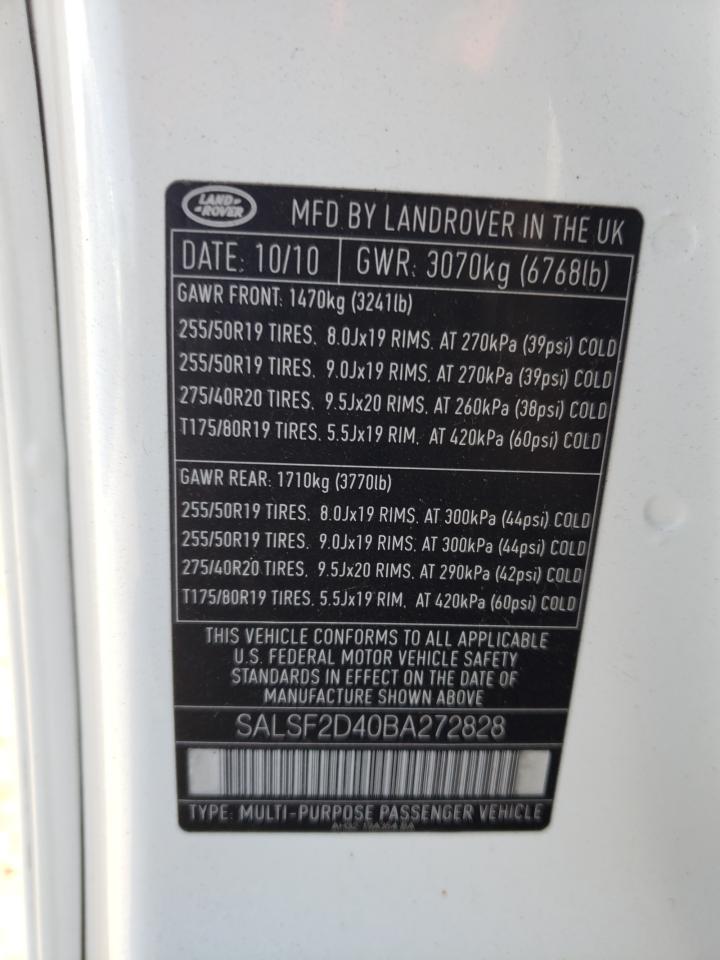 LAND
ROVER
MFD BY LANDROVER IN THE UK
DATE: 10/10 GWR: 3070kg (6768lb)
GAWR FRONT: 1470kg (3241lb)
255/50R19 TIRES. 8.0Jx19 RIMS. AT 270kPa (39psi) COLD
255/50R19 TIRES. 9.0Jx19 RIMS. AT 270kPa (39psi) COLD
275/40R20 TIRES. 9.5Jx20 RIMS. AT 260kPa (38psi) COLD
T175/80R19 TIRES. 5.5Jx19 RIM, AT 420kPa (60psi) COLD
GAWR REAR: 1710kg (3770lb)
255/50R19 TIRES. 8.0Jx19 RIMS. AT 300kPa (44psi) COLD
255/50R19 TIRES. 9.0Jx19 RIMS. AT 300kPa (44psi) COLD
275/40R20 TIRES. 9.5Jx20 RIMS. AT 290kPa (42psi) COLD
T175/80R19 TIRES. 5.5Jx19 RIM, AT 420kPa (60psi) COLD
THIS VEHICLE CONFORMS TO ALL APPLICABLE
U.S. FEDERAL MOTOR VEHICLE SAFETY
STANDARDS IN EFFECT ON THE DATE OF
MANUFACTURE SHOWN ABOVE
SALSF2D40BA272828
TYPE: MULTI-PURPOSE PASSENGER VEHICLE